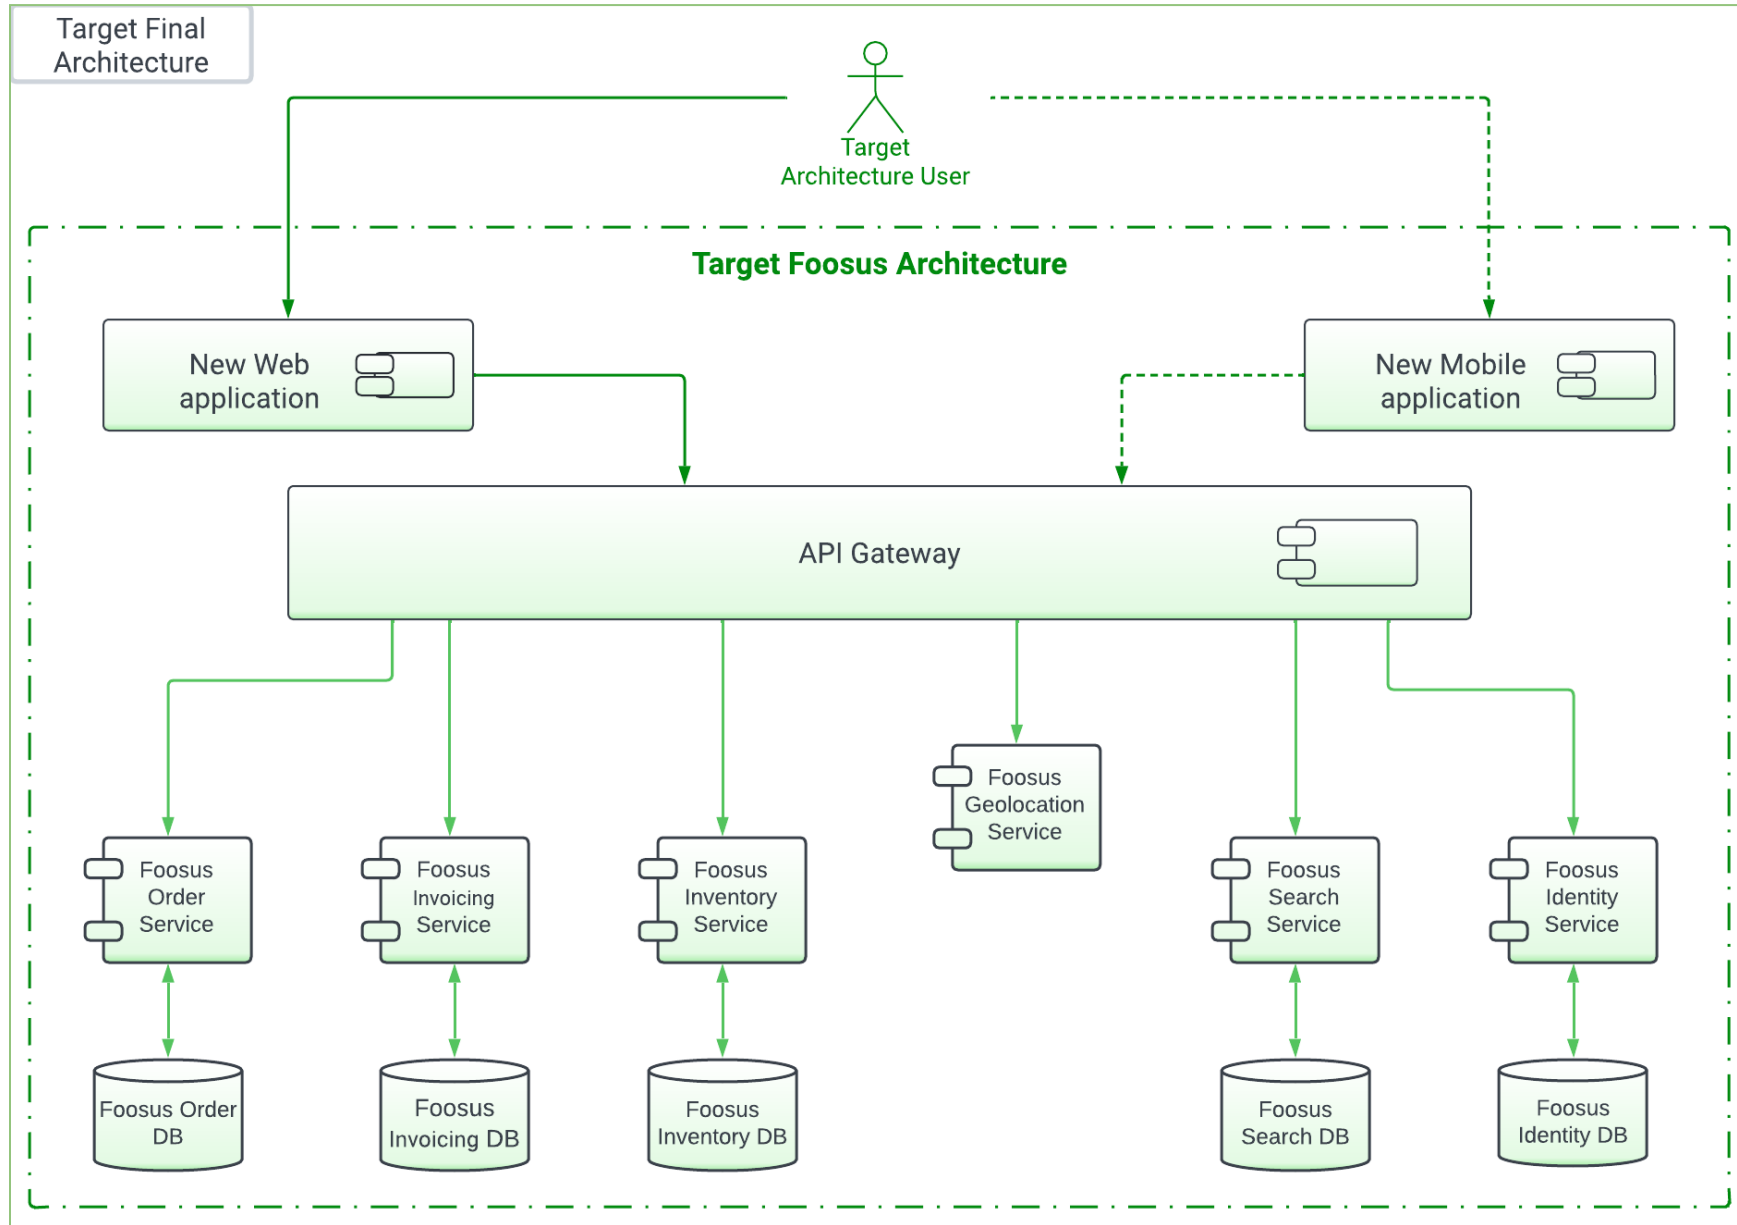 Target Final
Architecture
Target
Architecture User
Target Foosus Architecture
New Web
application
New Mobile
application
API Gateway
Foosus
Geolocation
Service
Foosus
Order
Service
Foosus
Invoicing
Service
Foosus
Inventory
Service
Foosus
Search
Service
Foosus
Identity
Service
Foosus Order
DB
Foosus
Invoicing DB
Foosus
Inventory DB
Foosus
Search DB
Foosus
Identity DB